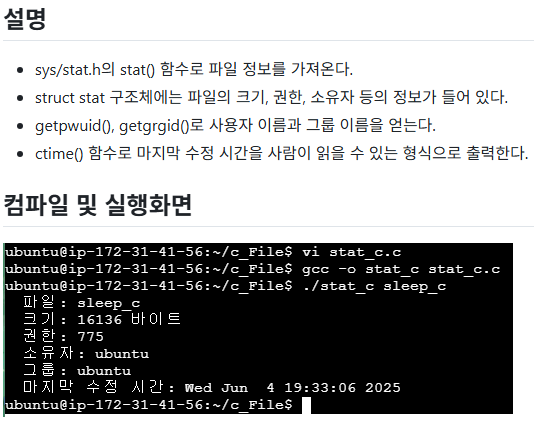 설명
sys/stat.h의 stat() 함수로 파일 정보를 가져온다.
struct stat 구조체에는 파일의 크기, 권한, 소유자 등의 정보가 들어 있다.
getpwuid(), getgrgid()로 사용자 이름과 그룹 이름을 얻는다.
ctime() 함수로 마지막 수정 시간을 사람이 읽을 수 있는 형식으로 출력한다.
컴파일 및 실행화면
ubuntu@ip-172-31-41-56:~/c_File$ vi stat_c.c
ubuntu@ip-172-31-41-56:~/c_File$ gcc -o stat_c stat_c.c
ubuntu@ip-172-31-41-56:~/c_File$ ./stat_c sleep_c
파일: sleep_c
크기: 16136 바이트
권한: 775
소유자: ubuntu
그룹: ubuntu
마지막 수정 시간: Wed Jun  4 19:33:06 2025
ubuntu@ip-172-31-41-56:~/c_File$